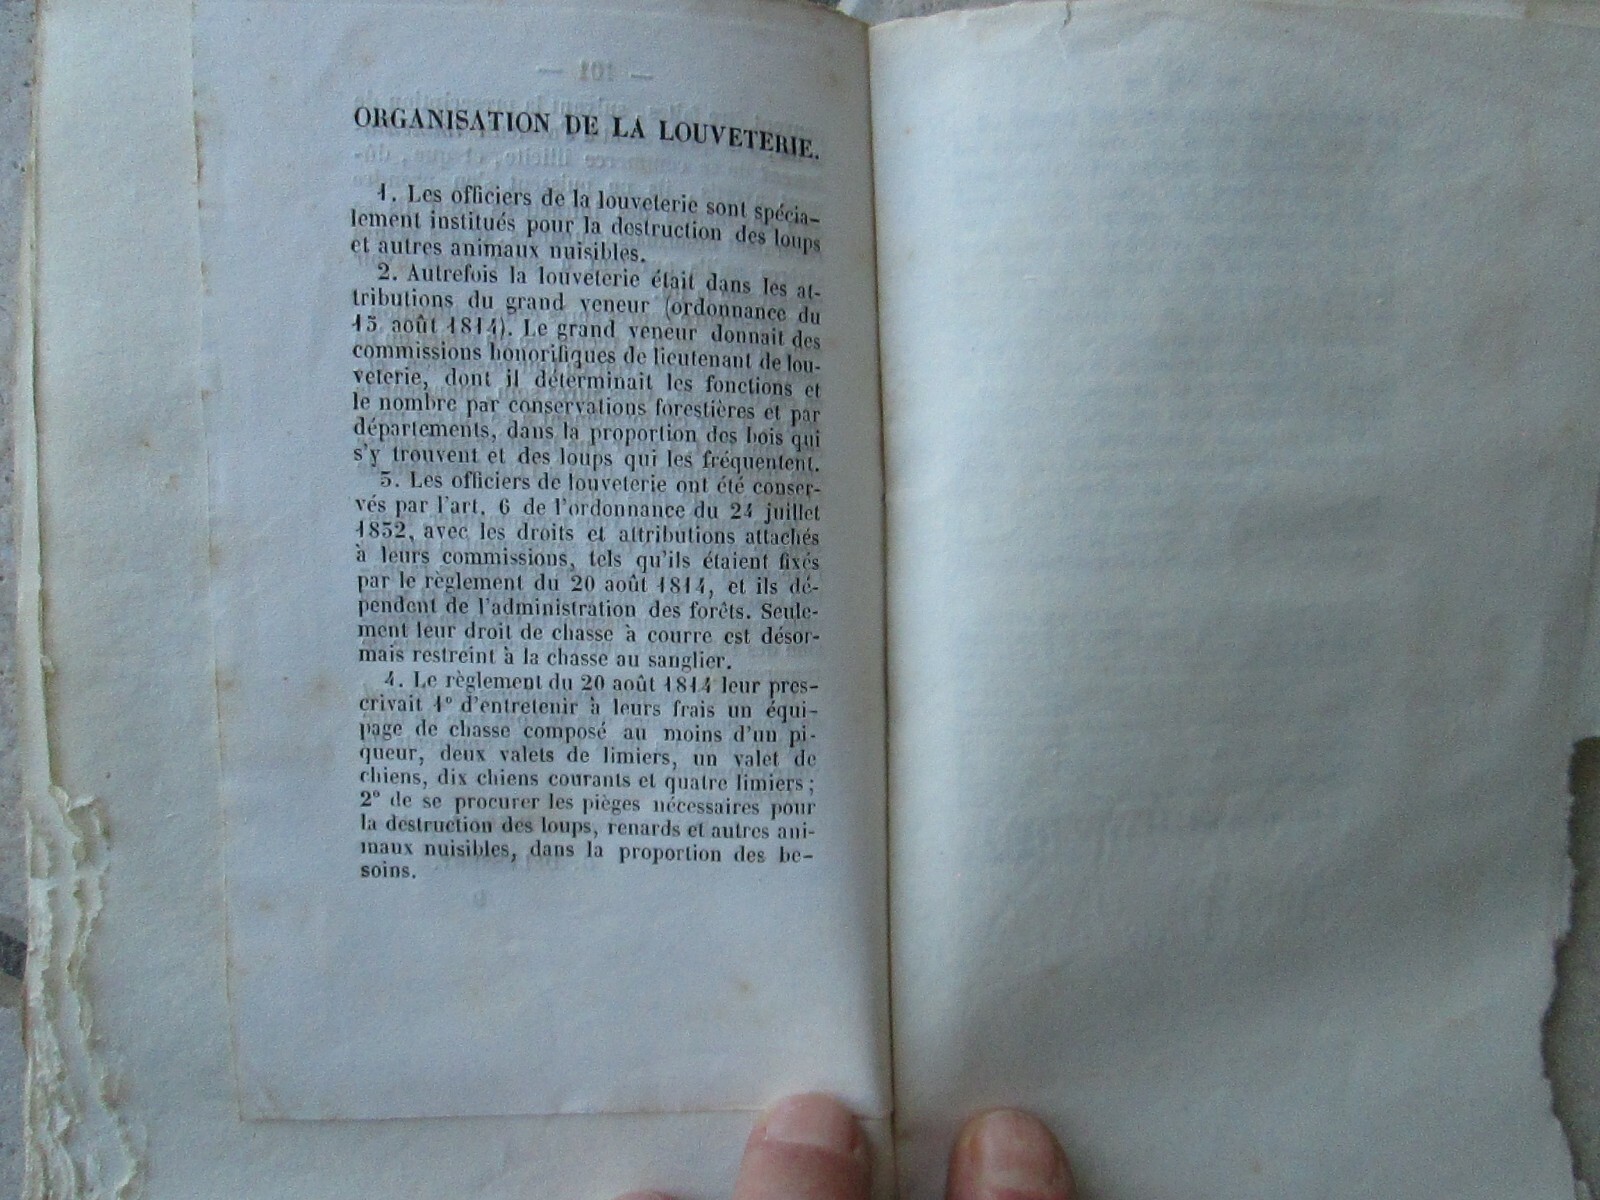 ORGANISATION DE LA LOUVETERIE.
1. Les officiers de la louveterie sont spécia-
lement institués pour la destruction des loups
et autres animaux nuisibles.
2. Autrefois la louveterie était dans les at-
tributions du grand veneur (ordonnance du
15 août 1814). Le grand veneur donnait des
commissions honorifiques de lieutenant de lou-
veterie, dont il déterminait les fonctions et
le nombre par conservations forestières et par
départements, dans la proportion des bois qui
s'y trouvent et des loups qui les fréquentent.
3. Les officiers de louveterie ont été conser-
vés par l'art. 6 de l'ordonnance du 24 juillet
1832, avec les droits et attributions attachés
à leurs commissions, tels qu'ils étaient fixés
par le règlement du 20 août 1814, et ils dé-
pendent de l'administration des forêts. Seule-
ment leur droit de chasse à courre est désor-
mais restreint à la chasse au sanglier.
4. Le règlement du 20 août 1814 leur pres-
crivait 1° d'entretenir à leurs frais un équi-
page de chasse composé au moins d'un pi-
queur, deux valets de limiers, un valet de
chiens, dix chiens courants et quatre limiers;
2° de se procurer les pièges nécessaires pour
la destruction des loups, renards et autres ani-
maux nuisibles, dans la proportion des be-
soins.